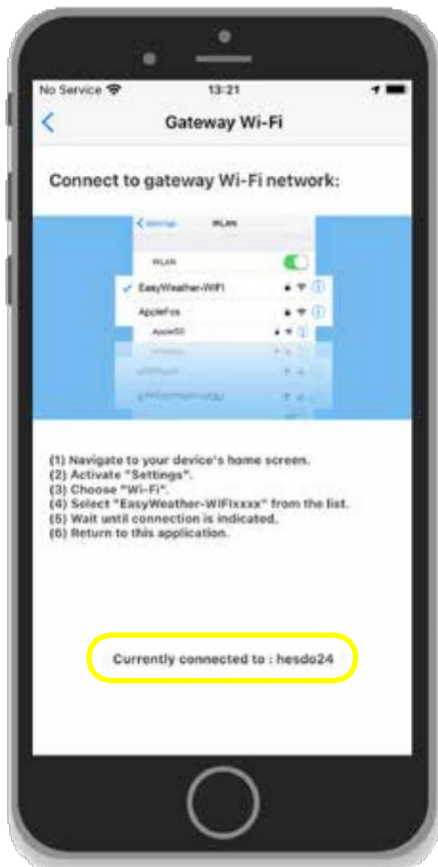 No Service 13:21
Gateway Wi-Fi
Connect to gateway Wi-Fi network:
WLAN
WLAN
EasyWeather-WIFI
AppleFos
(1) Navigate to your device's home screen.
(2) Activate "Settings".
(3) Choose "Wi-Fi".
(4) Select "EasyWeather-WIFIxxxx" from the list.
(5) Wait until connection is indicated.
(6) Return to this application.
Currently connected to : hesdo24